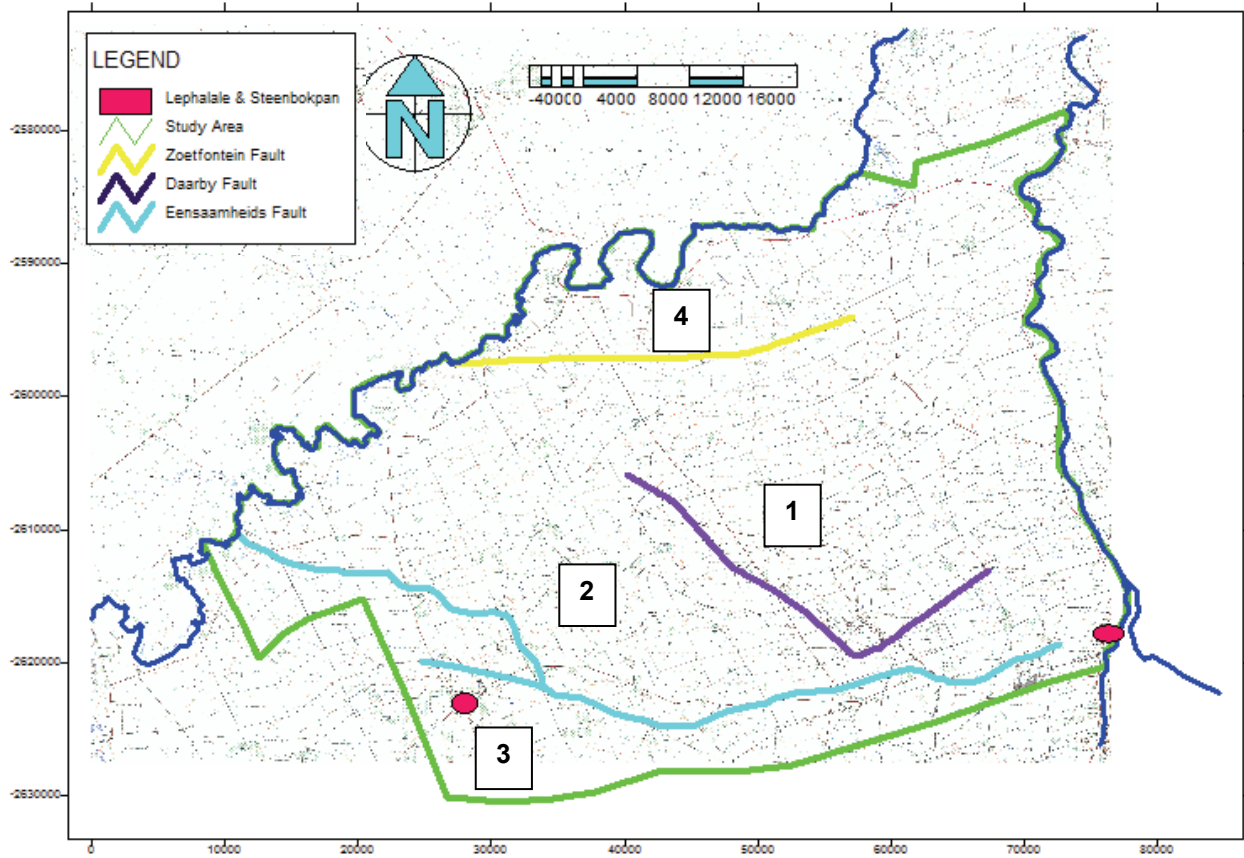 LEGEND
Lephalale & Steenbokpan
Study Area
Zoetfontein Fault
Daarby Fault
Eensaamheids Fault
N
-40000 4000 8000 12000 16000
-2580000
-2590000
-2600000
-2610000
-2620000
-2630000
4
1
2
3
0 10000 20000 30000 40000 50000 60000 70000 80000